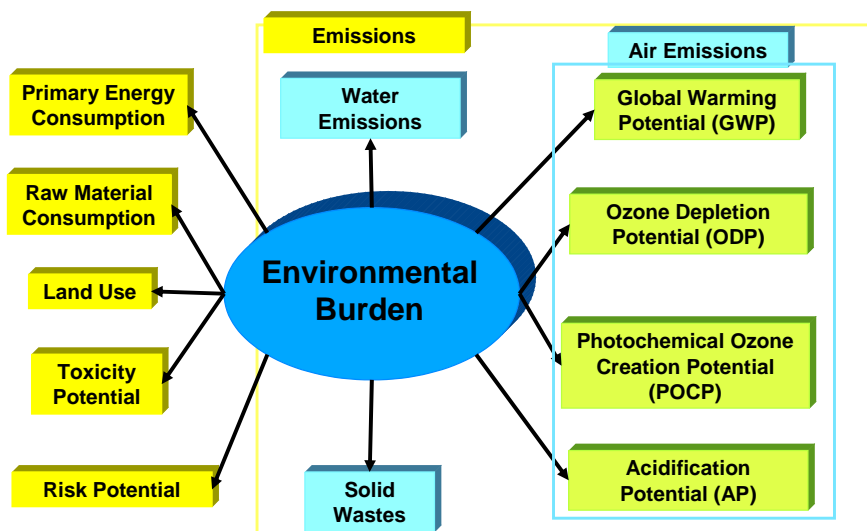 Emissions
Air Emissions
Primary Energy
Consumption
Water
Emissions
Global Warming
Potential (GWP)
Raw Material
Consumption
Ozone Depletion
Potential (ODP)
Environmental
Burden
Land Use
Toxicity
Potential
Photochemical Ozone
Creation Potential
(POCP)
Risk Potential
Solid
Wastes
Acidification
Potential (AP)